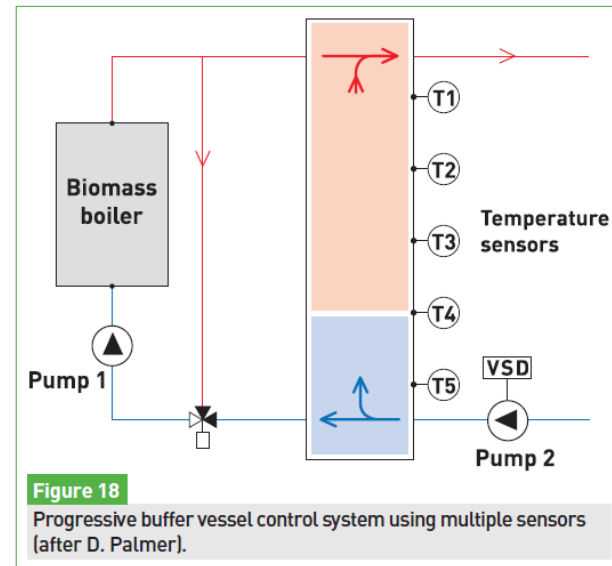 T1
Biomass
boiler
T2
Temperature
sensors
T3
T4
Pump 1
VSD
T5
Pump 2
Figure 18
Progressive buffer vessel control system using multiple sensors
(after D. Palmer).